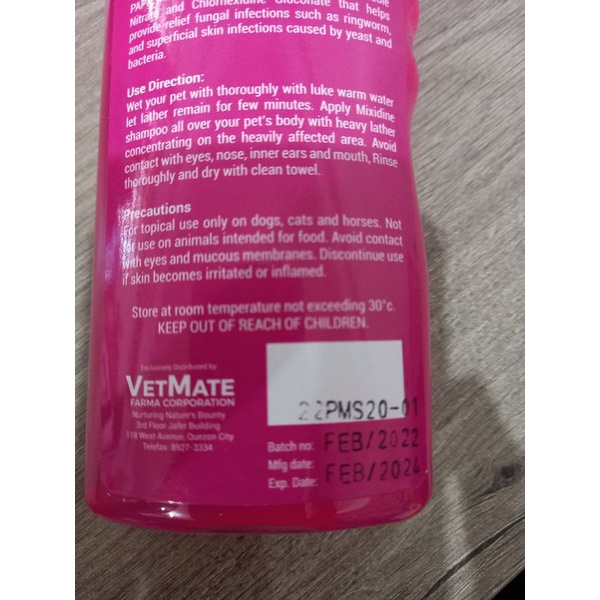 Nitrate and Chlorhexidine Gluconate that helps
provide relief fungal infections such as ringworm,
and superficial skin infections caused by yeast and
bacteria.
Use Direction:
Wet your pet with thoroughly with luke warm water
let lather remain for few minutes. Apply Mixidine
shampoo all over your pet's body with heavy lather
concentrating on the heavily affected area. Avoid
contact with eyes, nose, inner ears and mouth, Rinse
thoroughly and dry with clean towel.
Precautions
For topical use only on dogs, cats and horses. Not
for use on animals intended for food. Avoid contact
with eyes and mucous membranes. Discontinue use
if skin becomes irritated or inflamed.
Store at room temperature not exceeding 30°c.
KEEP OUT OF REACH OF CHILDREN.
Exclusively Distributed by
VETMATE
FARMA CORPORATION
Nurturing Nature's Bounty
3rd Floor Jafer Building
118 West Avenue, Quezon City
Telefax: 8927-3334
22PMS20-01
Batch no: FEB/2022
Mfg date: FEB/2024
Exp. Date: